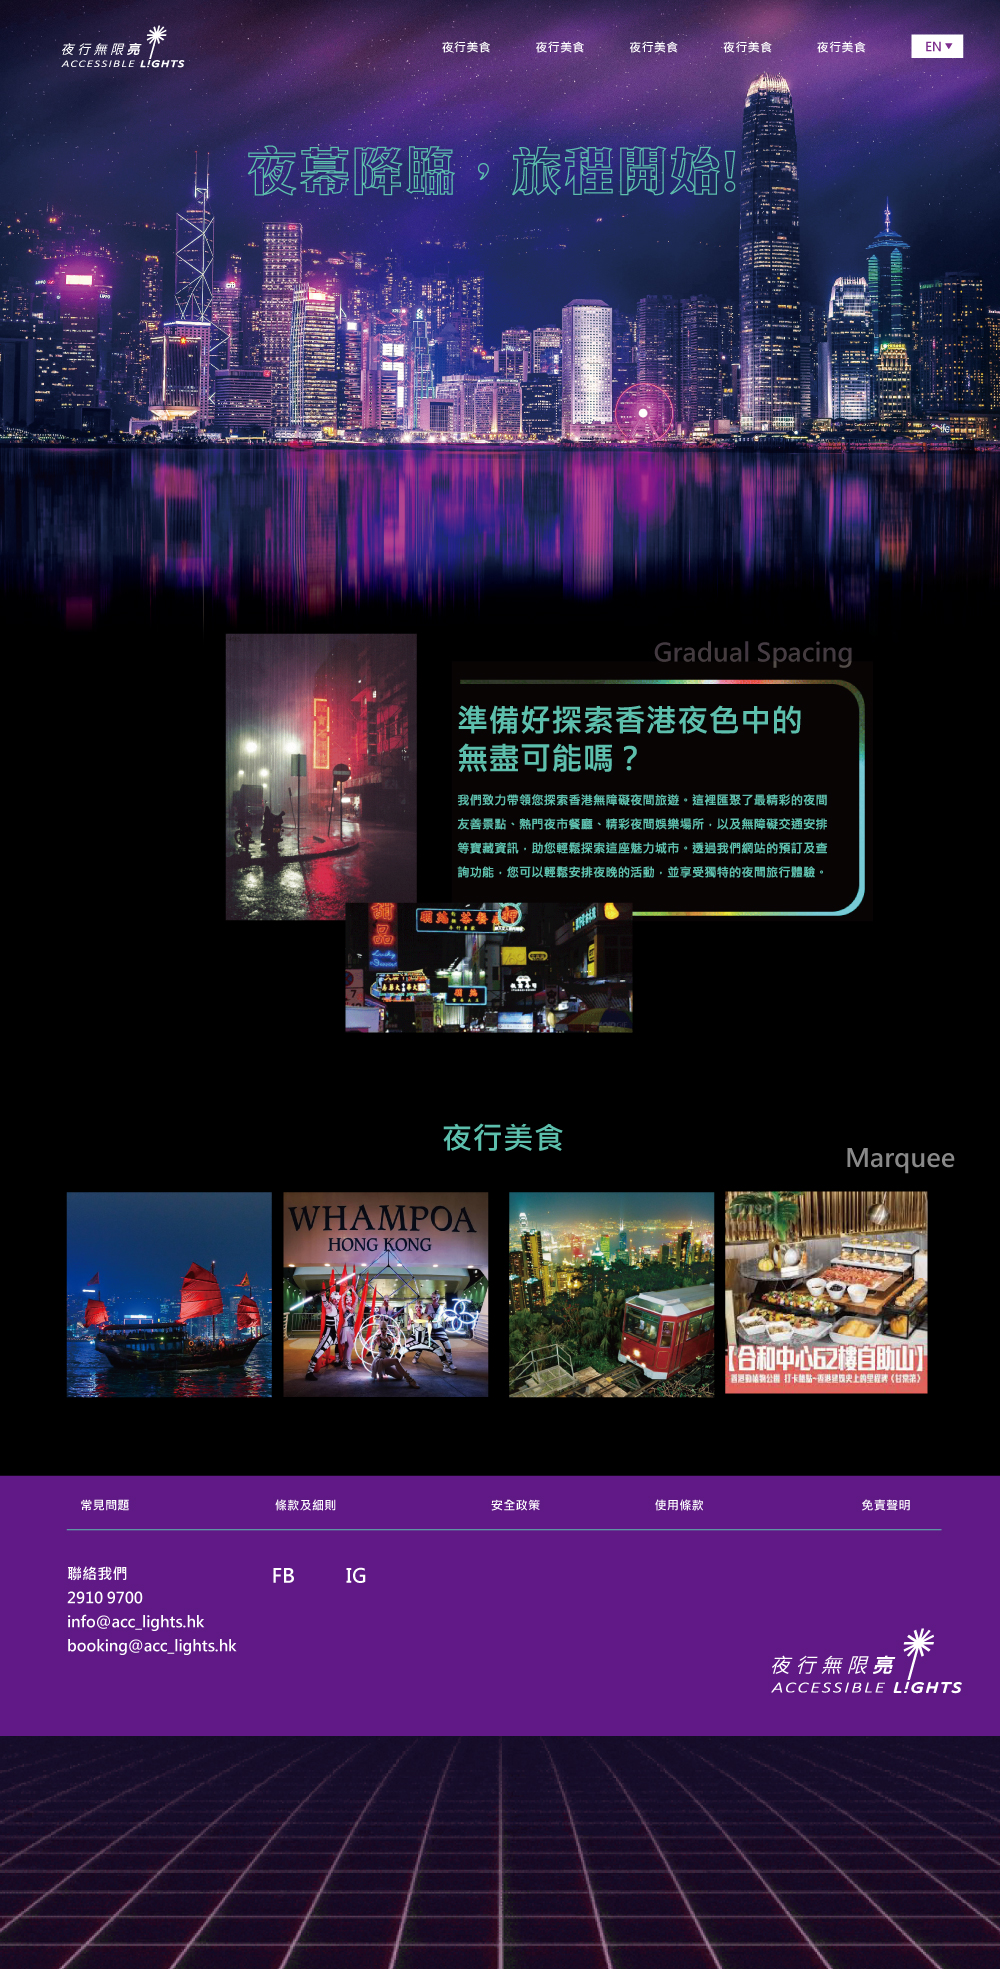 夜行無限亮
ACCESSIBLE L!GHTS
夜行美食 夜行美食 夜行美食 夜行美食 夜行美食 EN
夜幕降臨，旅程開始!
citi
Gradual Spacing
準備好探索香港夜色中的
無盡可能嗎？
我們致力帶領您探索香港無障礙夜間旅遊。這裡匯聚了最精彩的夜間
友善景點、熱門夜市餐廳、精彩夜間娛樂場所，以及無障礙交通安排
等寶藏資訊，助您輕鬆探索這座魅力城市。透過我們網站的預訂及查
詢功能，您可以輕鬆安排夜晚的活動，並享受獨特的夜間旅行體驗。
夜行美食
Marquee
WHAMPOA
HONG KONG
【合和中心62樓自助山】
常見問題 條款及細則 安全政策 使用條款 免責聲明
聯絡我們 FB IG
2910 9700
info@acc_lights.hk
booking@acc_lights.hk
夜行無限亮
ACCESSIBLE L!GHTS